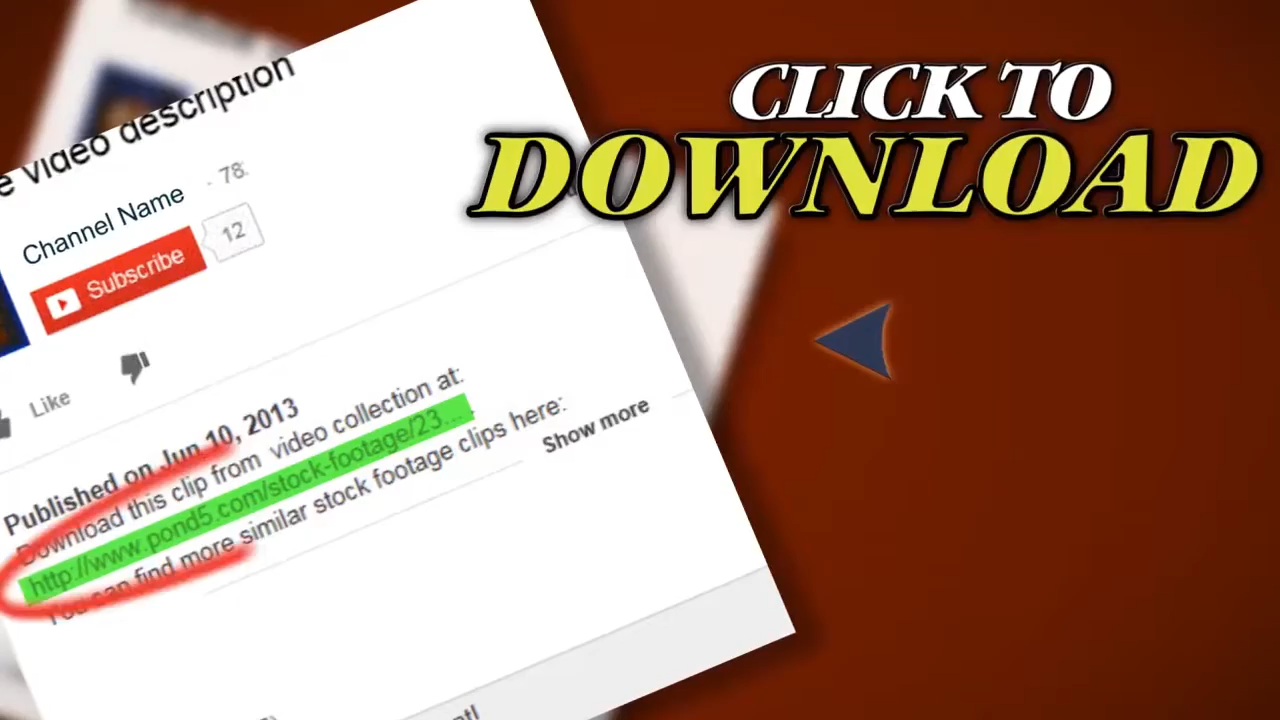 CLICK TO
DOWNLOAD
e video description
Channel Name
Subscribe
12
Like
Published on Jun 10, 2013
Download this clip from video collection at:
http://www.pond5.com/stock-footage/23...
You can find more similar stock footage clips here:
Show more